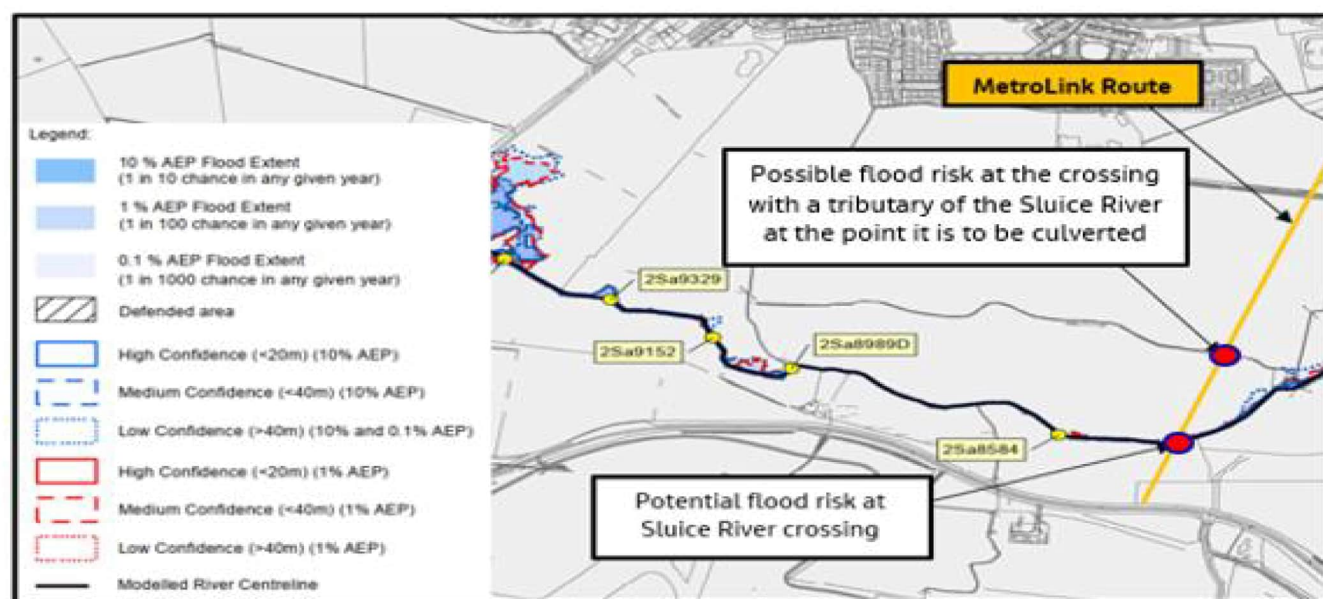 MetroLink Route
Possible flood risk at the crossing
with a tributary of the Sluice River
at the point it is to be culverted
Legend:
10 % AEP Flood Extent
(1 in 10 chance in any given year)
1 % AEP Flood Extent
(1 in 100 chance in any given year)
0.1 % AEP Flood Extent
(1 in 1000 chance in any given year)
Defended area
High Confidence (<20m) (10% AEP)
Medium Confidence (<40m) (10% AEP)
Low Confidence (>40m) (10% and 0.1% AEP)
High Confidence (<20m) (1% AEP)
Medium Confidence (<40m) (1% AEP)
Low Confidence (>40m) (1% AEP)
Modelled River Centreline
2Sa9329
2Sa9152
2Sa8989D
2Sa8584
Potential flood risk at
Sluice River crossing